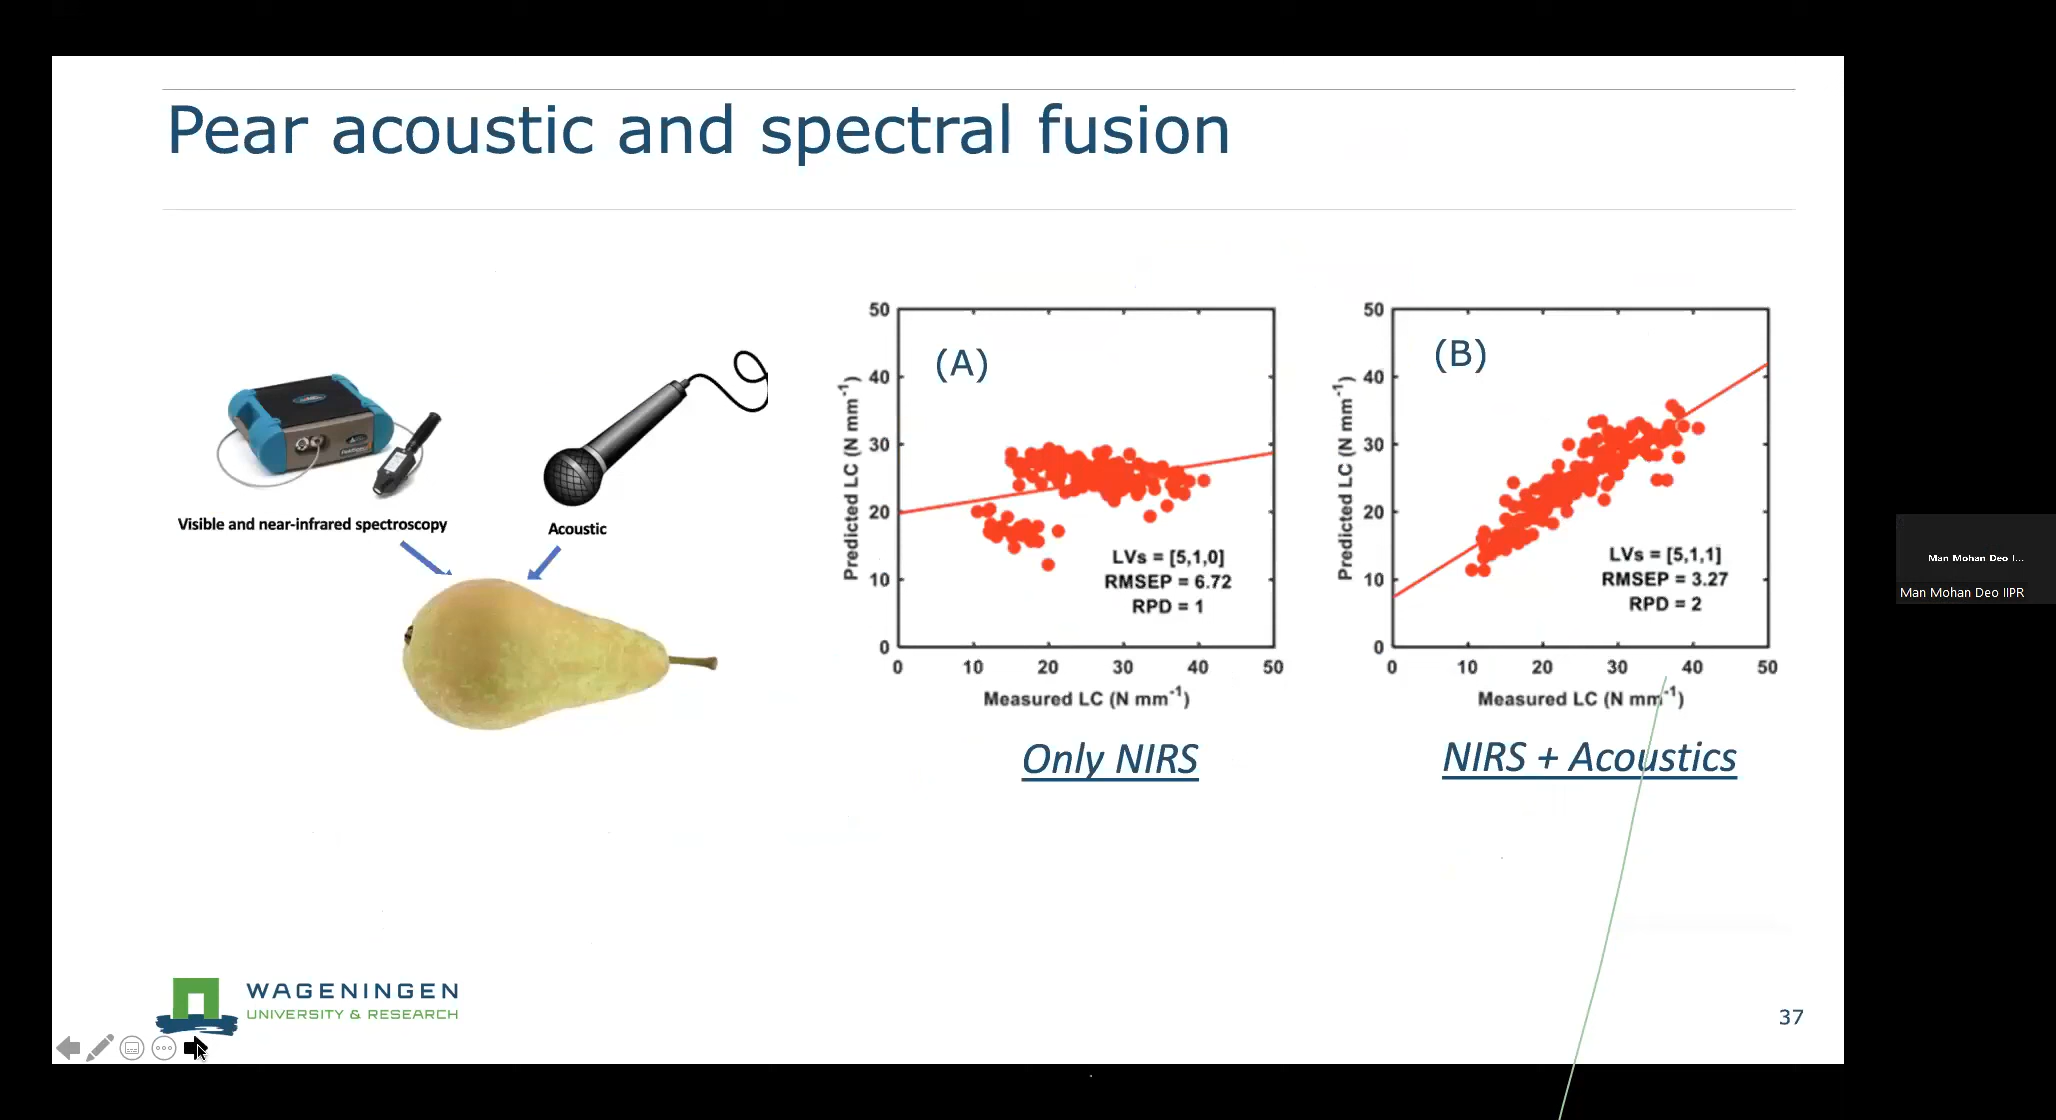 Pear acoustic and spectral fusion
Visible and near-infrared spectroscopy
Acoustic
50
40
30
20
10
0
0 10 20 30 40 50
Predicted LC (N mm⁻¹)
Measured LC (N mm⁻¹)
(A)
LVs = [5,1,0]
RMSEP = 6.72
RPD = 1
Only NIRS
50
40
30
20
10
0
0 10 20 30 40 50
Predicted LC (N mm⁻¹)
Measured LC (N mm⁻¹)
(B)
LVs = [5,1,1]
RMSEP = 3.27
RPD = 2
NIRS + Acoustics
Man Mohan Deo I...
Man Mohan Deo IIPR
WAGENINGEN
UNIVERSITY & RESEARCH
37